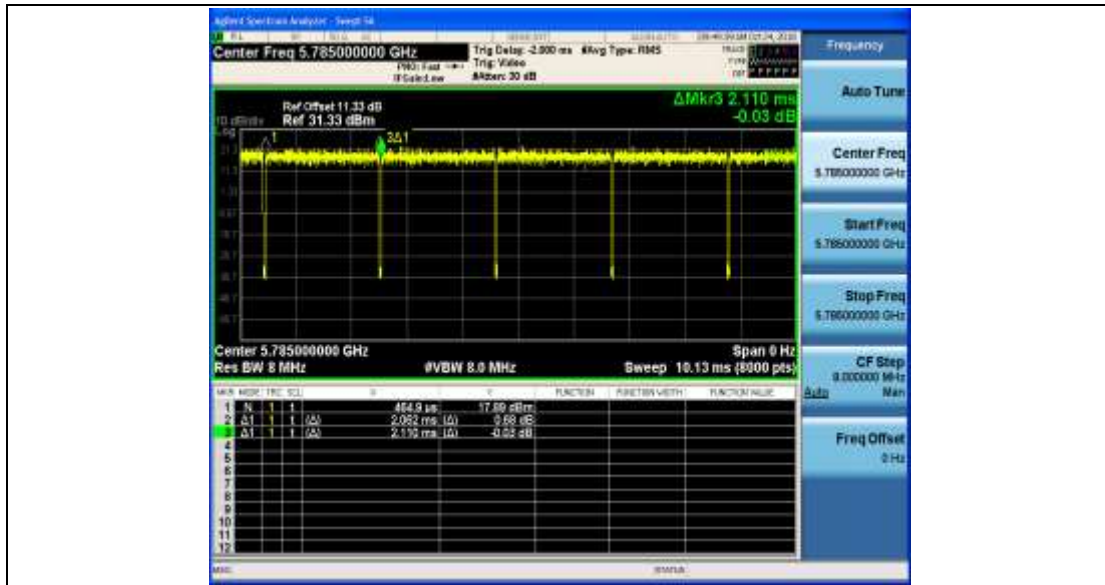 Agilent Spectrum Analyzer - Swept SA
Center Freq 5.785000000 GHz
PNO: Fast
IFGain:Low
Trig Delay: -2.000 ms
Trig: Video
#Atten: 30 dB
#Avg Type: RMS
Frequency
Auto Tune
Ref Offset 11.33 dB
Ref 31.33 dBm
10 dB/div
Log
ΔMkr3 2.110 ms
-0.03 dB
1
3Δ1
Center Freq
5.785000000 GHz
Start Freq
5.785000000 GHz
Stop Freq
5.785000000 GHz
CF Step
8.000000 MHz
Auto Man
Freq Offset
0 Hz
Center 5.785000000 GHz
Span 0 Hz
Res BW 8 MHz
#VBW 8.0 MHz
Sweep 10.13 ms (8000 pts)
MKR MODE TRC SCL X Y FUNCTION FUNCTION WIDTH FUNCTION VALUE
1 N 1 t 464.9 µs 17.89 dBm
2 Δ1 1 t (Δ) 2.062 ms (Δ) 0.68 dB
3 Δ1 1 t (Δ) 2.110 ms (Δ) -0.03 dB
4
5
6
7
8
9
10
11
12
MSG
STATUS